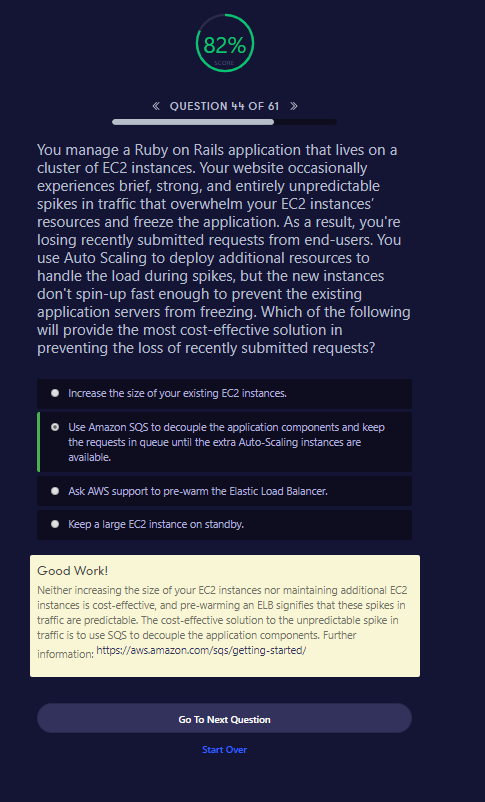 82%
SCORE
« QUESTION 44 OF 61 »
You manage a Ruby on Rails application that lives on a
cluster of EC2 instances. Your website occasionally
experiences brief, strong, and entirely unpredictable
spikes in traffic that overwhelm your EC2 instances’
resources and freeze the application. As a result, you're
losing recently submitted requests from end-users. You
use Auto Scaling to deploy additional resources to
handle the load during spikes, but the new instances
don't spin-up fast enough to prevent the existing
application servers from freezing. Which of the following
will provide the most cost-effective solution in
preventing the loss of recently submitted requests?
Increase the size of your existing EC2 instances.
Use Amazon SQS to decouple the application components and keep
the requests in queue until the extra Auto-Scaling instances are
available.
Ask AWS support to pre-warm the Elastic Load Balancer.
Keep a large EC2 instance on standby.
Good Work!
Neither increasing the size of your EC2 instances nor maintaining additional EC2
instances is cost-effective, and pre-warming an ELB signifies that these spikes in
traffic are predictable. The cost-effective solution to the unpredictable spike in
traffic is to use SQS to decouple the application components. Further
information: https://aws.amazon.com/sqs/getting-started/
Go To Next Question
Start Over